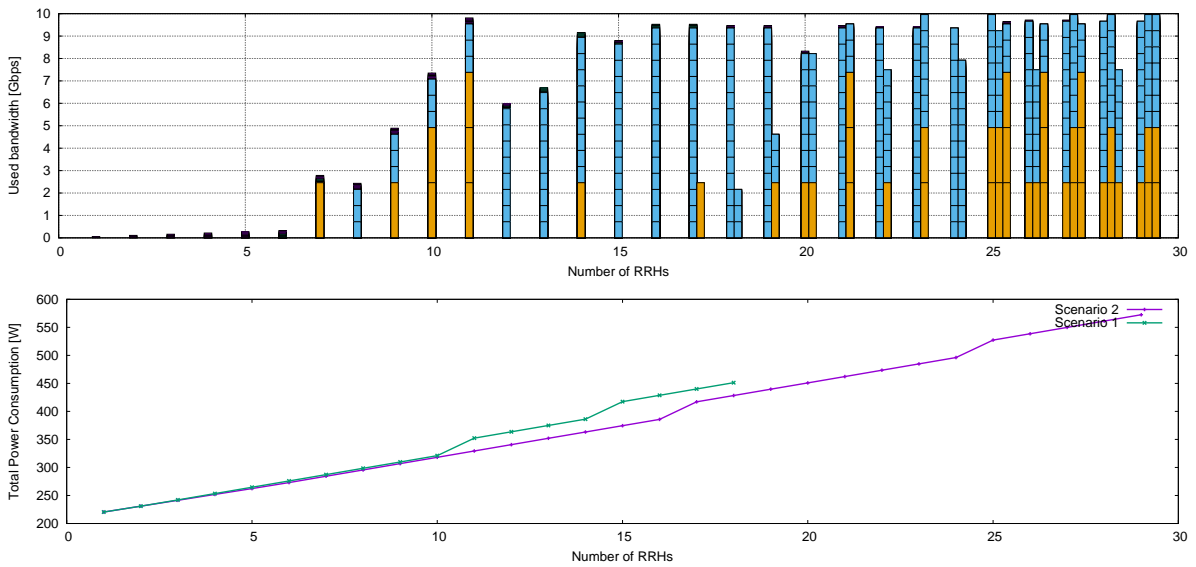 Used bandwidth [Gbps]
10
9
8
7
6
5
4
3
2
1
0
0 5 10 15 20 25 30
Number of RRHs
Total Power Consumption [W]
600
550
500
450
400
350
300
250
200
Scenario 2
Scenario 1
0 5 10 15 20 25 30
Number of RRHs